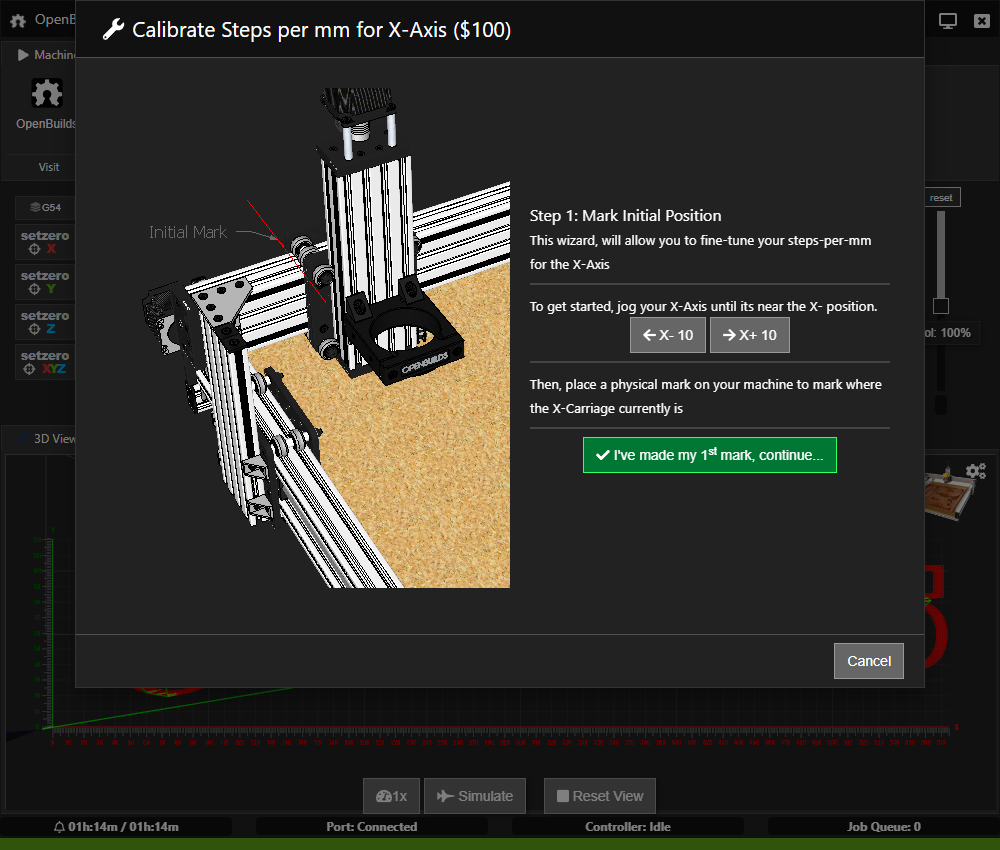 OpenB
Calibrate Steps per mm for X-Axis ($100)
Machin
OpenBuilds
Visit
G54
setzero
X
setzero
Y
setzero
Z
setzero
XYZ
3D View
Initial Mark
OPENBUILDS
Step 1: Mark Initial Position
This wizard, will allow you to fine-tune your steps-per-mm
for the X-Axis
To get started, jog your X-Axis until its near the X- position.
X- 10
X+ 10
Then, place a physical mark on your machine to mark where
the X-Carriage currently is
I've made my 1st mark, continue...
reset
ol: 100%
Cancel
1x
Simulate
Reset View
01h:14m / 01h:14m
Port: Connected
Controller: Idle
Job Queue: 0